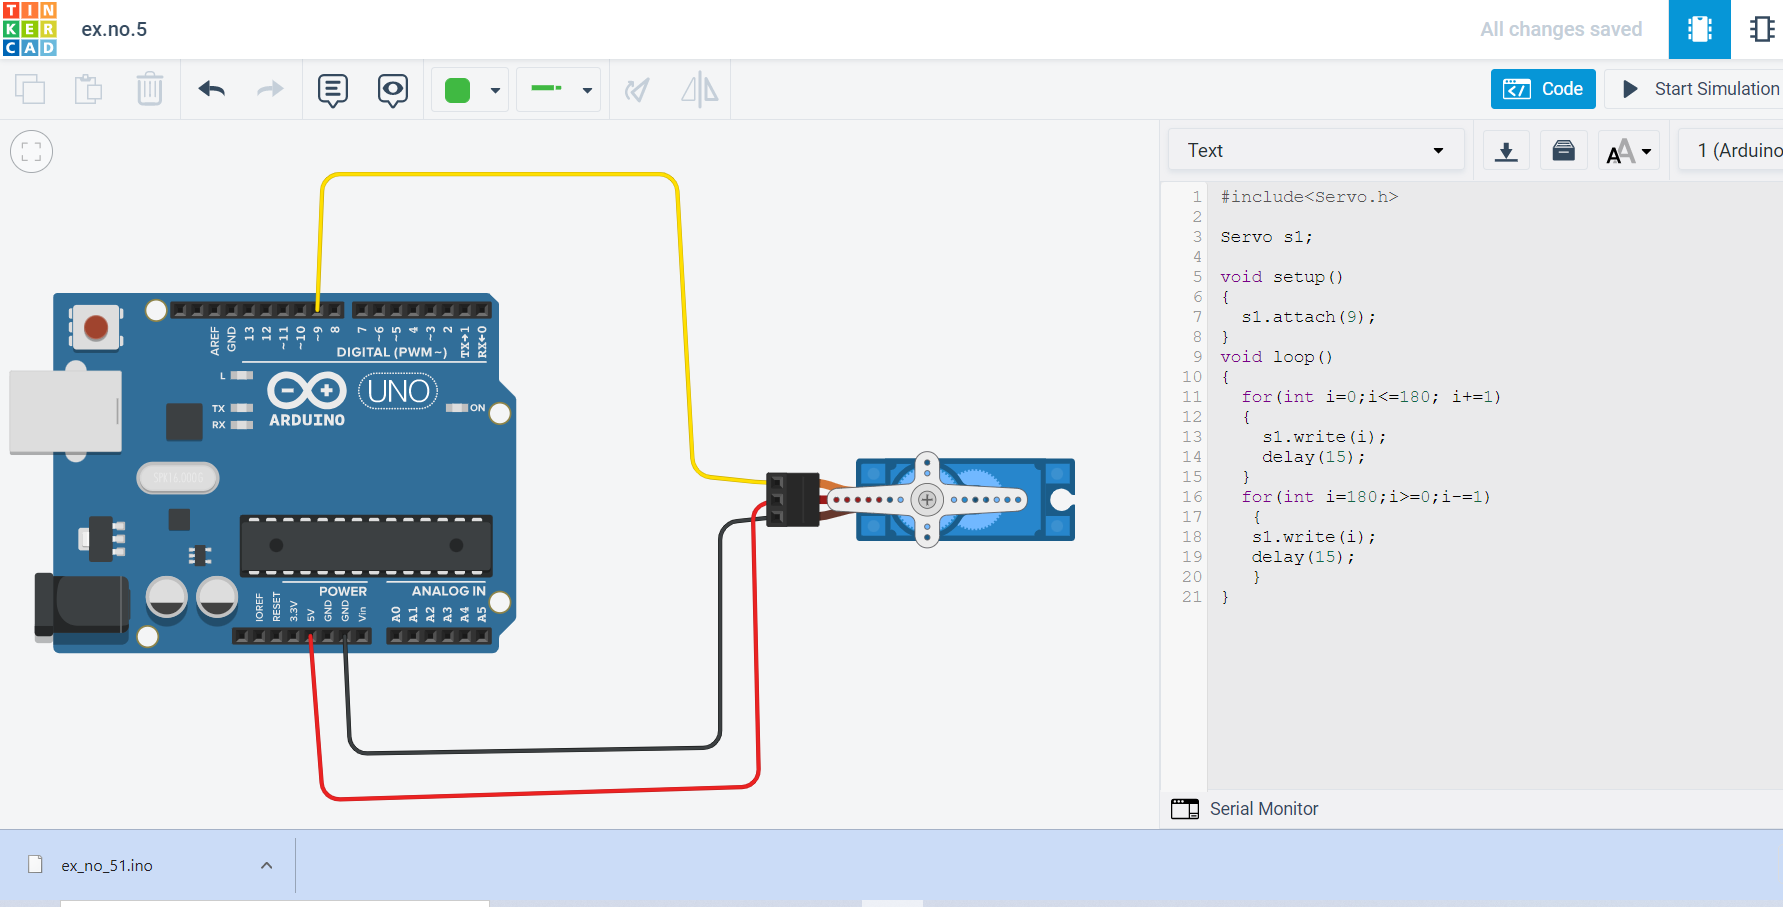 TIN
KER
CAD
ex.no.5
All changes saved
Code
Start Simulation
Text
A
A
1 (Arduino
AREF
GND
13
12
~11
~10
~9
8
7
~6
~5
4
~3
2
TX→1
RX←0
DIGITAL (PWM~)
L
TX
RX
ARDUINO
UNO
ON
SPK16.000G
POWER
ANALOG IN
IOREF
RESET
3.3V
5V
GND
GND
Vin
A0
A1
A2
A3
A4
A5
1 #include<Servo.h>
2
3 Servo s1;
4
5 void setup()
6 {
7 s1.attach(9);
8 }
9 void loop()
10 {
11 for(int i=0;i<=180; i+=1)
12 {
13 s1.write(i);
14 delay(15);
15 }
16 for(int i=180;i>=0;i-=1)
17 {
18 s1.write(i);
19 delay(15);
20 }
21 }
Serial Monitor
ex_no_51.ino